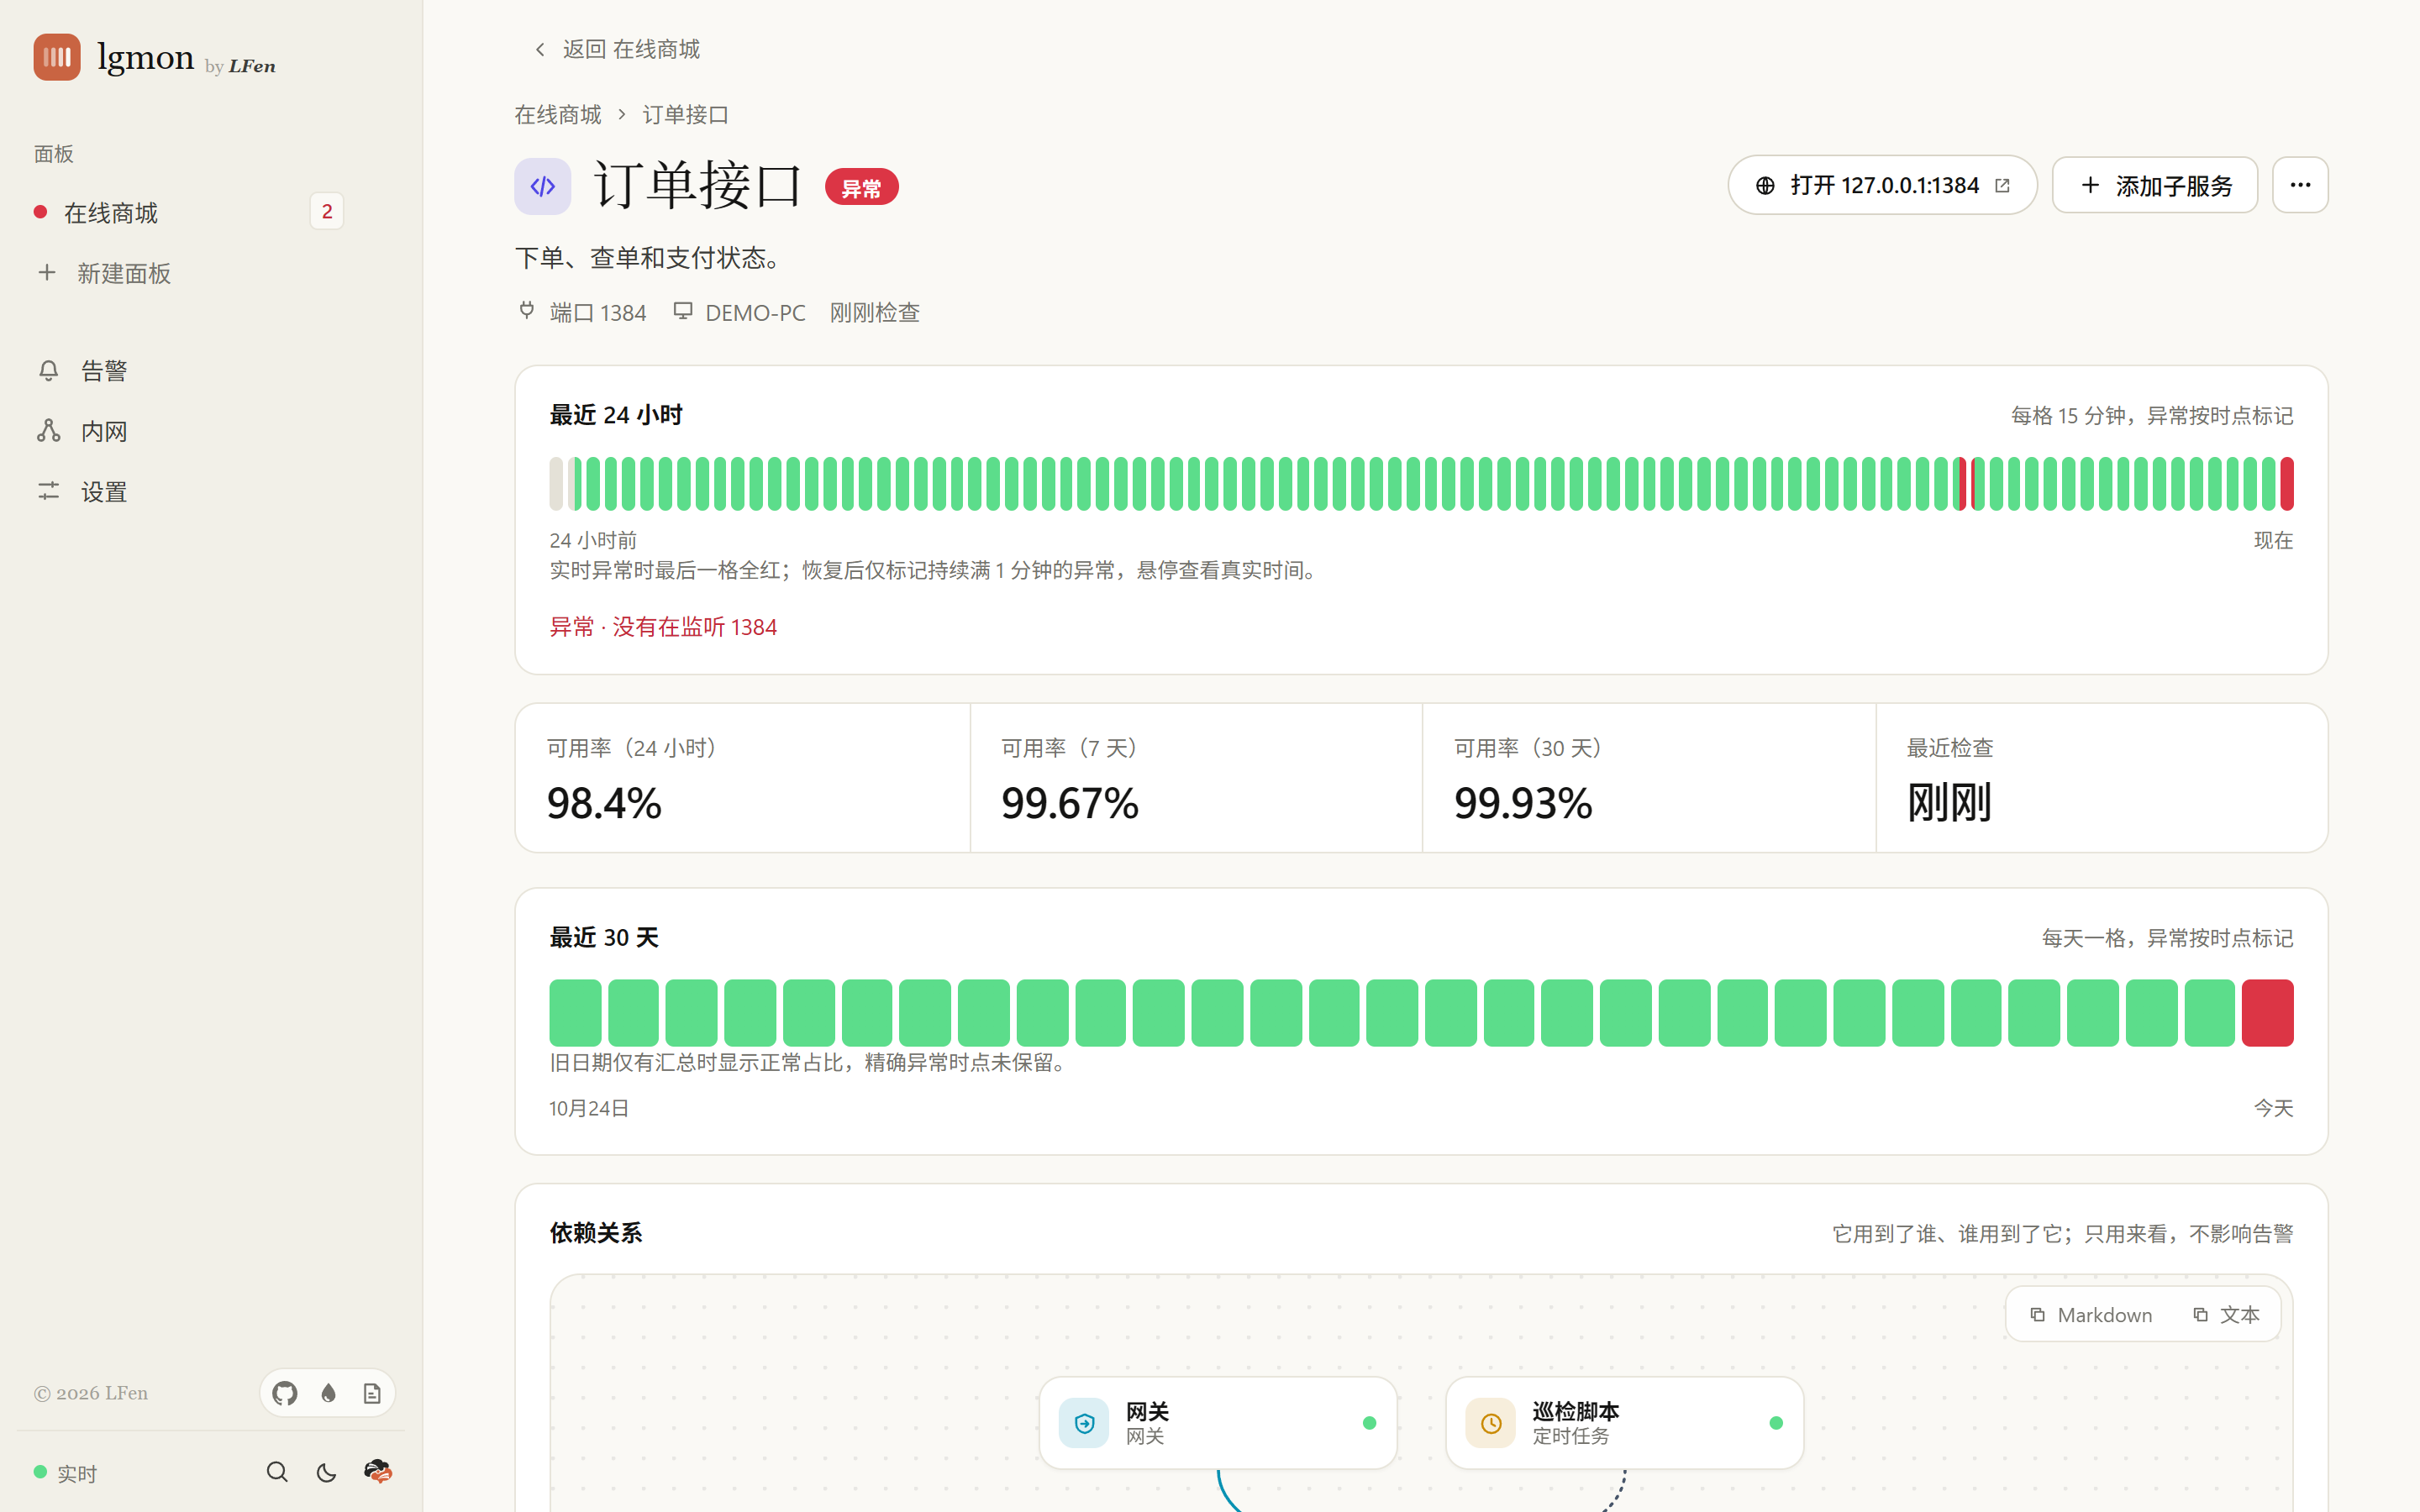 lgmon by LFen
面板
在线商城 2
新建面板
告警
内网
设置
© 2026 LFen
实时
返回 在线商城
在线商城 › 订单接口
订单接口 异常
打开 127.0.0.1:1384
添加子服务
下单、查单和支付状态。
端口 1384 DEMO-PC 刚刚检查
最近 24 小时
每格 15 分钟，异常按时点标记
24 小时前 现在
实时异常时最后一格全红；恢复后仅标记持续满 1 分钟的异常，悬停查看真实时间。
异常 · 没有在监听 1384
可用率（24 小时）
98.4%
可用率（7 天）
99.67%
可用率（30 天）
99.93%
最近检查
刚刚
最近 30 天
每天一格，异常按时点标记
旧日期仅有汇总时显示正常占比，精确异常时点未保留。
10月24日 今天
依赖关系
它用到了谁、谁用到了它；只用来看，不影响告警
Markdown 文本
网关
网关
巡检脚本
定时任务